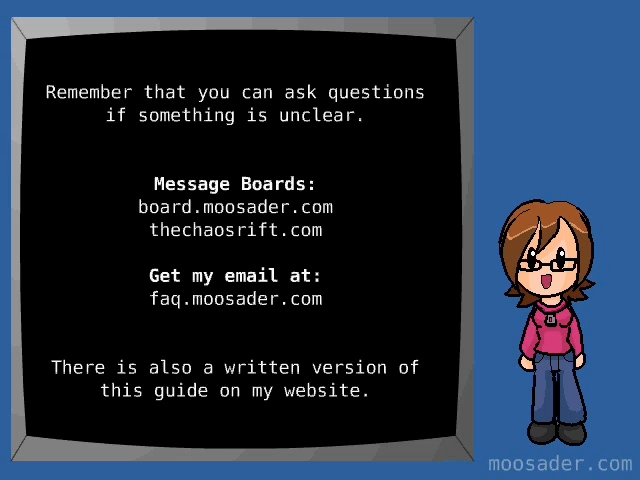 Remember that you can ask questions
if something is unclear.
Message Boards:
board.moosader.com
thechaosrift.com
Get my email at:
faq.moosader.com
There is also a written version of
this guide on my website.
moosader.com